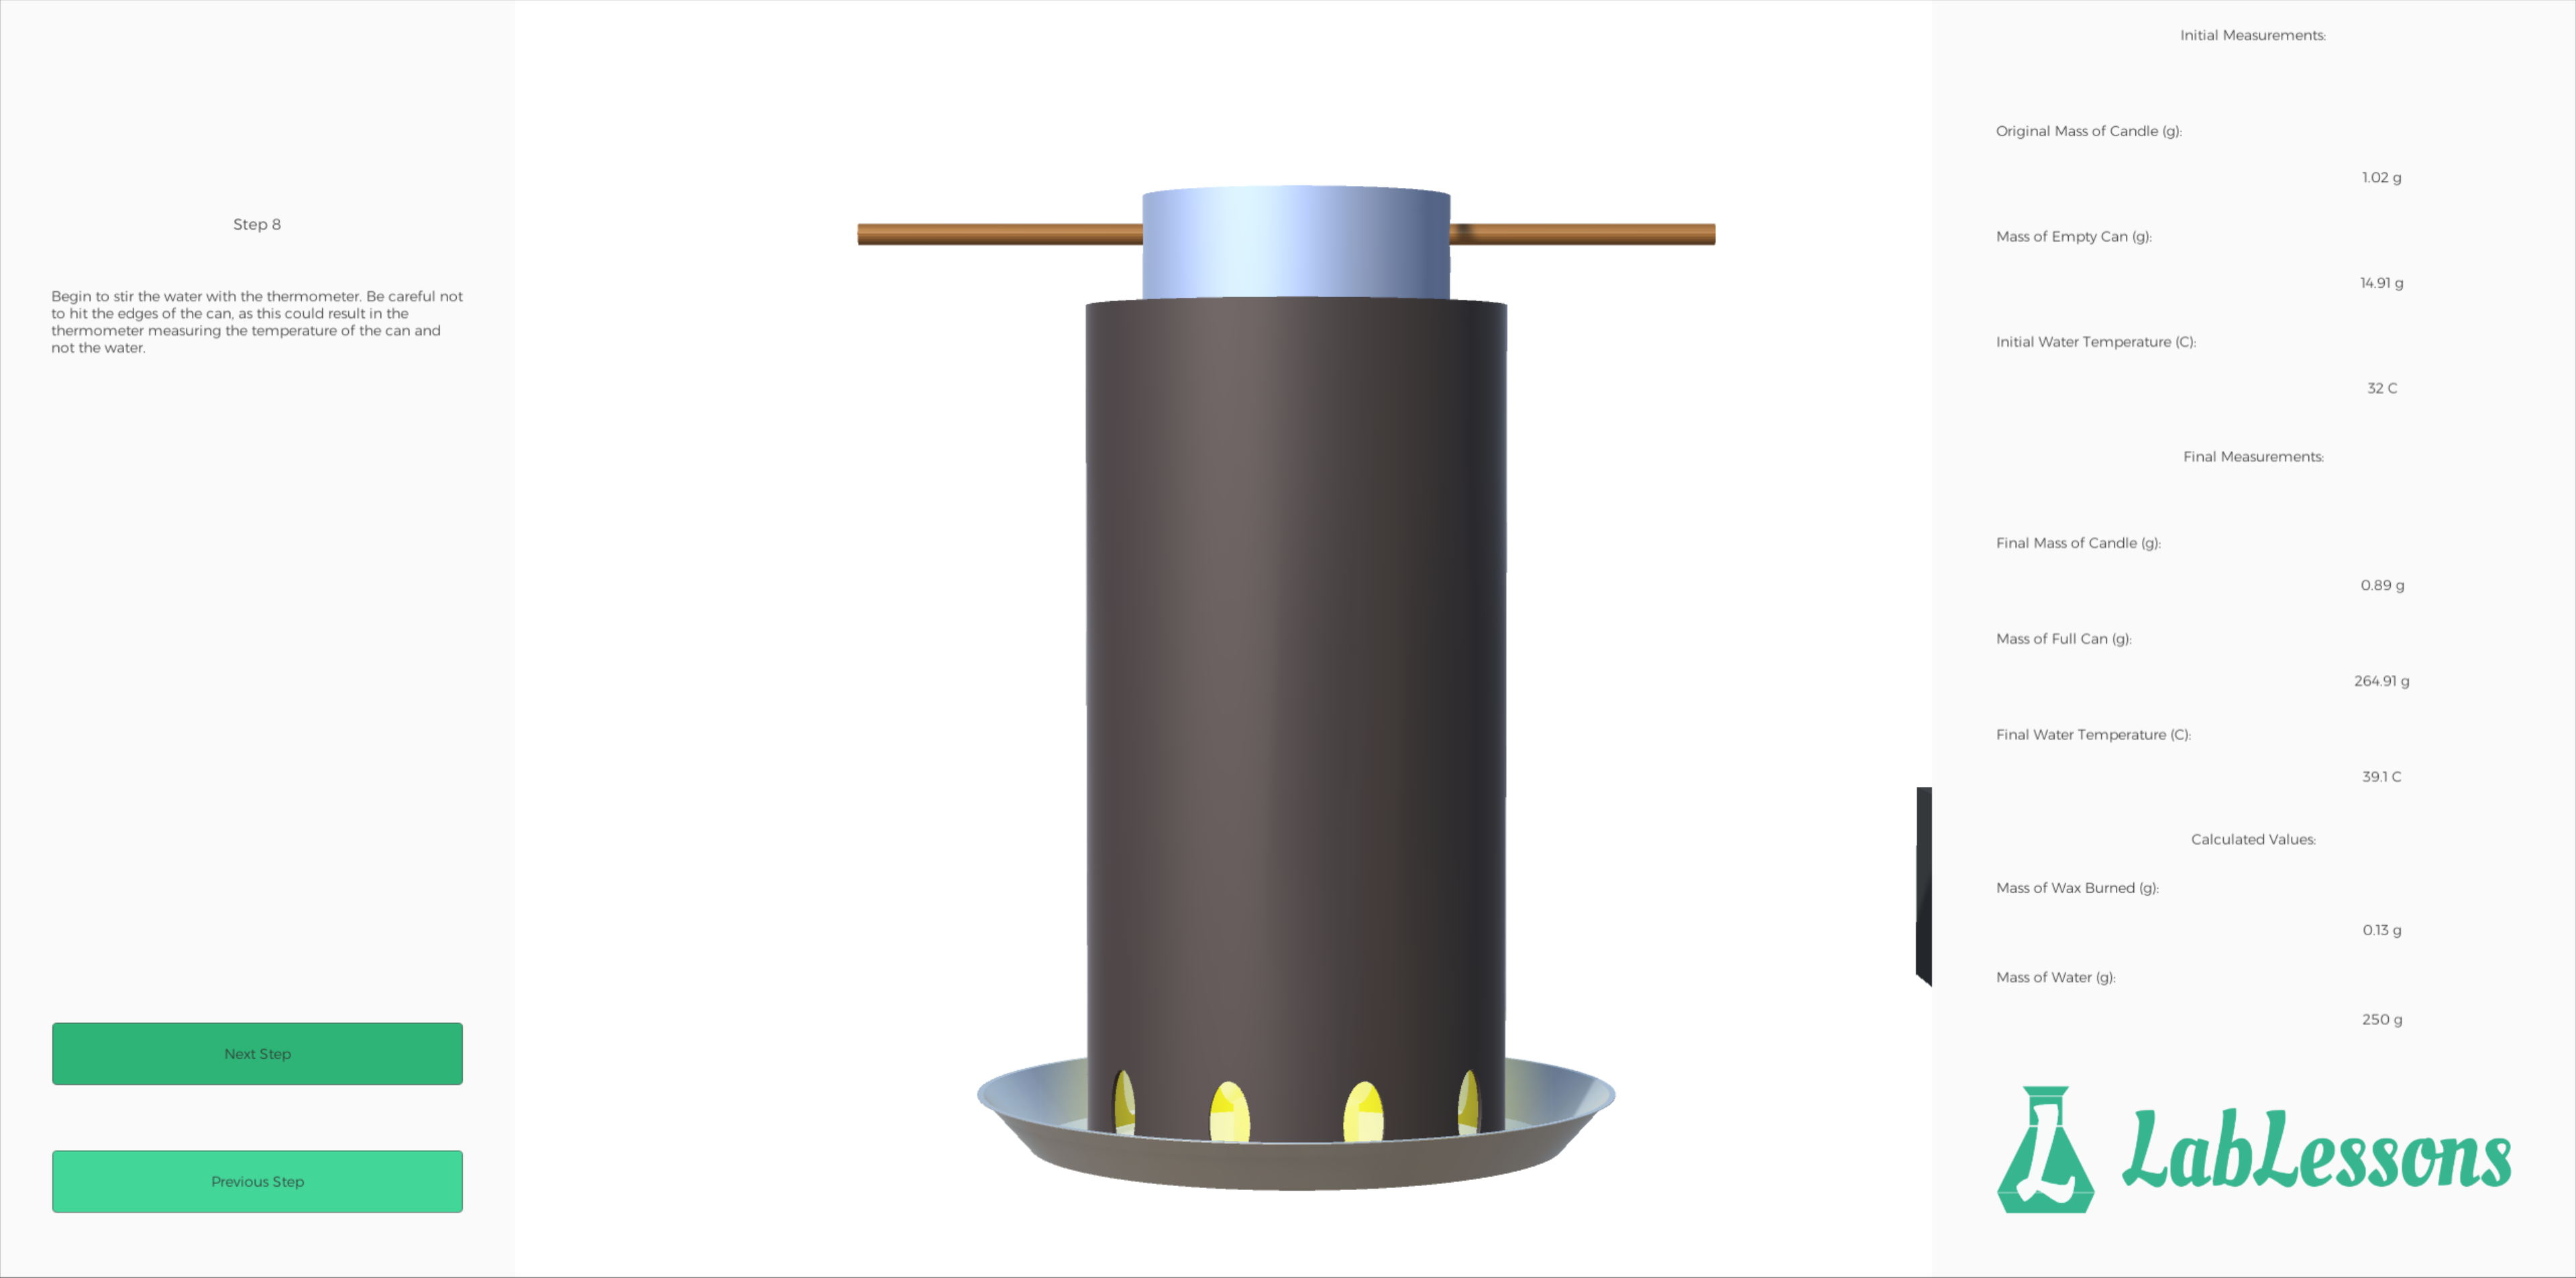 Step 8
Begin to stir the water with the thermometer. Be careful not
to hit the edges of the can, as this could result in the
thermometer measuring the temperature of the can and
not the water.
Next Step
Previous Step
Initial Measurements:
Original Mass of Candle (g):
1.02 g
Mass of Empty Can (g):
14.91 g
Initial Water Temperature (C):
32 C
Final Measurements:
Final Mass of Candle (g):
0.89 g
Mass of Full Can (g):
264.91 g
Final Water Temperature (C):
39.1 C
Calculated Values:
Mass of Wax Burned (g):
0.13 g
Mass of Water (g):
250 g
LabLessons